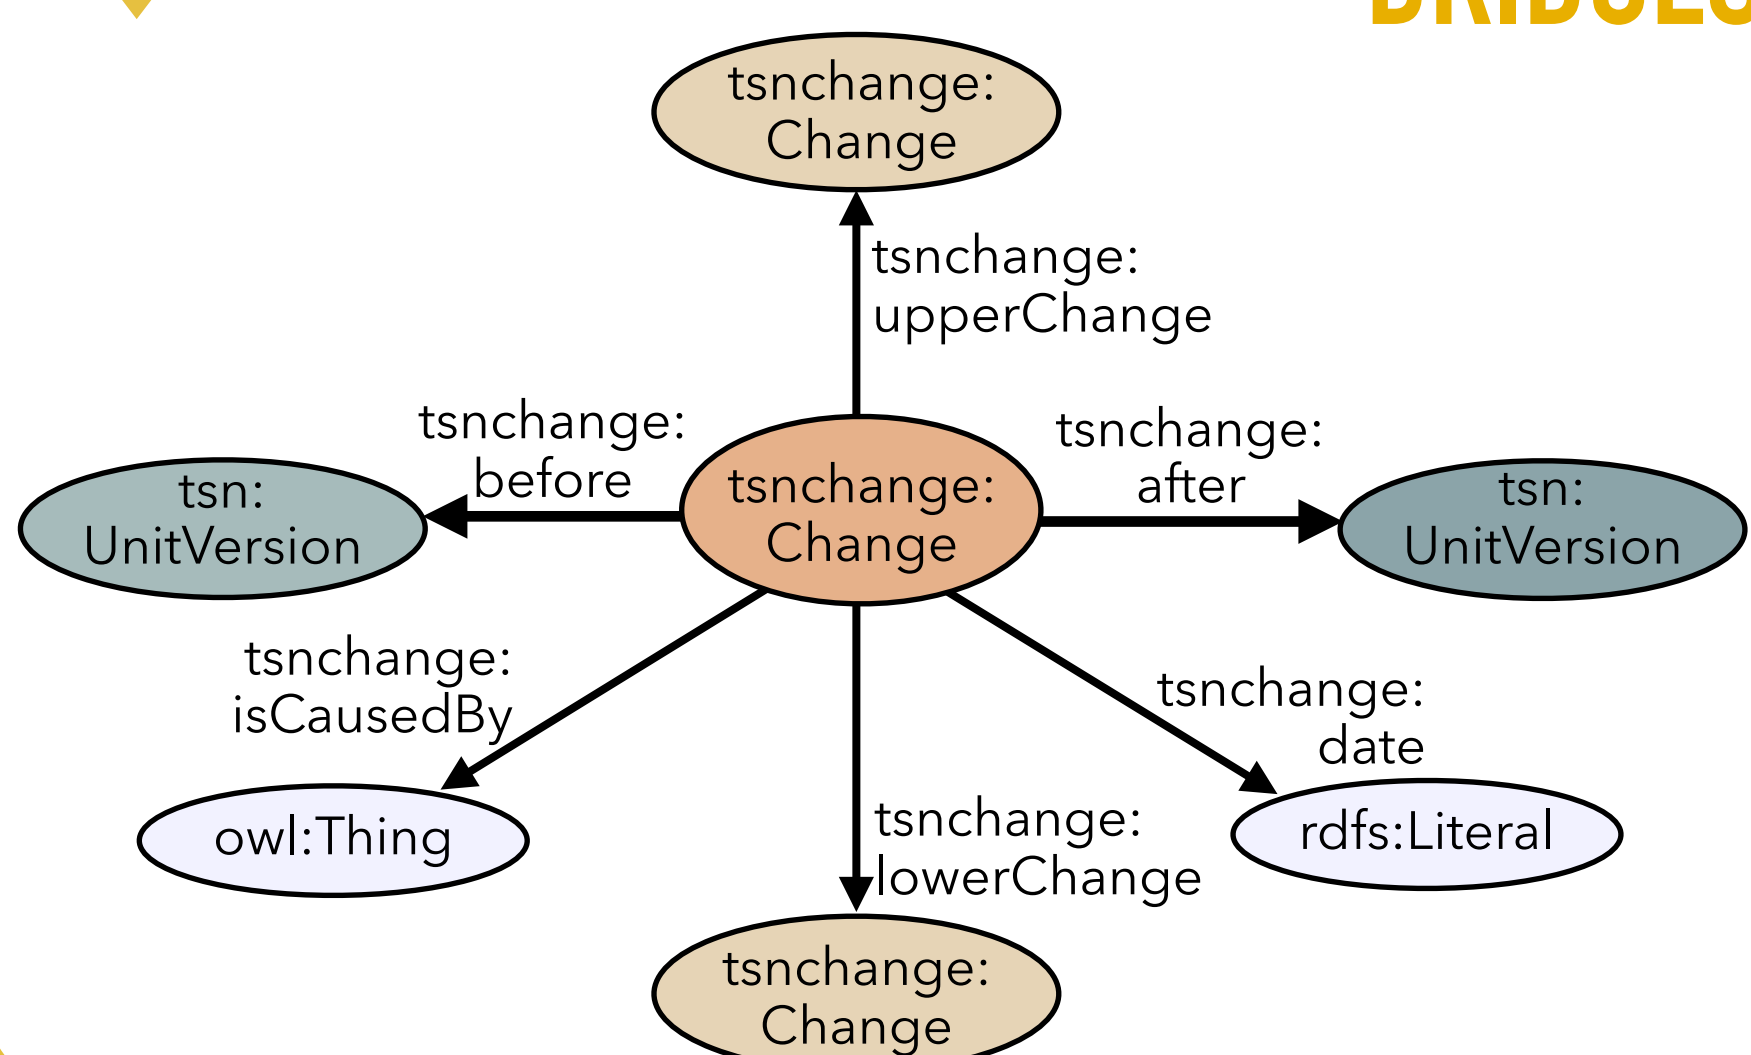 tsnchange:
Change
tsnchange:
upperChange
tsnchange:
before
tsnchange:
after
tsn:
UnitVersion
tsnchange:
Change
tsn:
UnitVersion
tsnchange:
isCausedBy
tsnchange:
date
owl:Thing
tsnchange:
lowerChange
rdfs:Literal
tsnchange:
Change